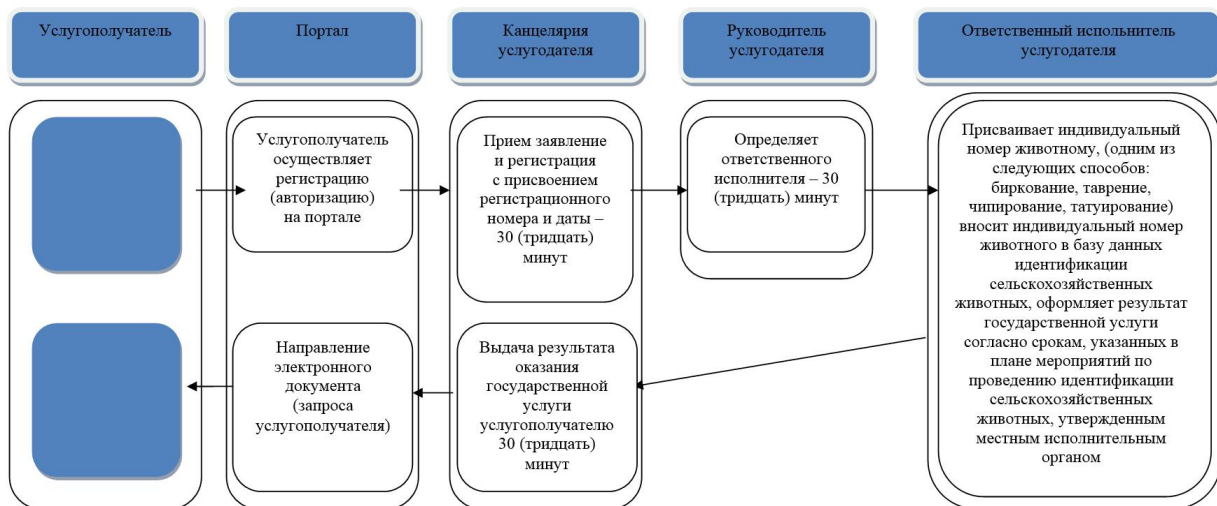 Услугополучатель
Портал
Канцелярия
услугодателя
Руководитель
услугодателя
Ответственный испольнитель
услугодателя
Услугополучатель
осуществляет
регистрацию
(авторизацию)
на портале
Прием заявление
и регистрация
с присвоением
регистрационного
номера и даты –
30 (тридцать)
минут
Определяет
ответственного
исполнителя – 30
(тридцать) минут
Присваивает индивидуальный
номер животному, (одним из
следующих способов:
биркование, таврение,
чипирование, татуирование)
вносит индивидуальный номер
животного в базу данных
идентификации
сельскохозяйственных
животных, оформляет результат
государственной услуги
согласно срокам, указанных в
плане мероприятий по
проведению идентификации
сельскохозяйственных
животных, утвержденным
местным исполнительным
органом
Направление
электронного
документа
(запроса
услугополучателя)
Выдача результата
оказания
государственной
услуги
услугополучателю
30 (тридцать)
минут